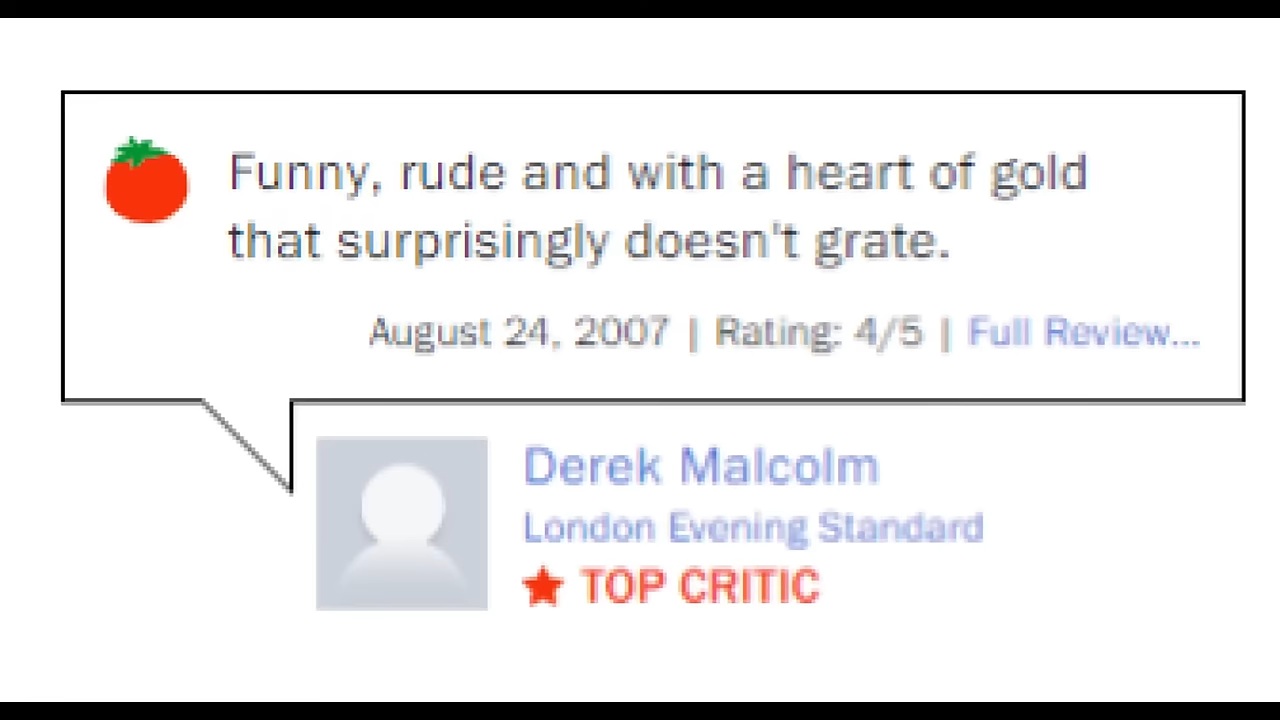 Funny, rude and with a heart of gold
that surprisingly doesn't grate.
August 24, 2007 | Rating: 4/5 | Full Review...
Derek Malcolm
London Evening Standard
TOP CRITIC